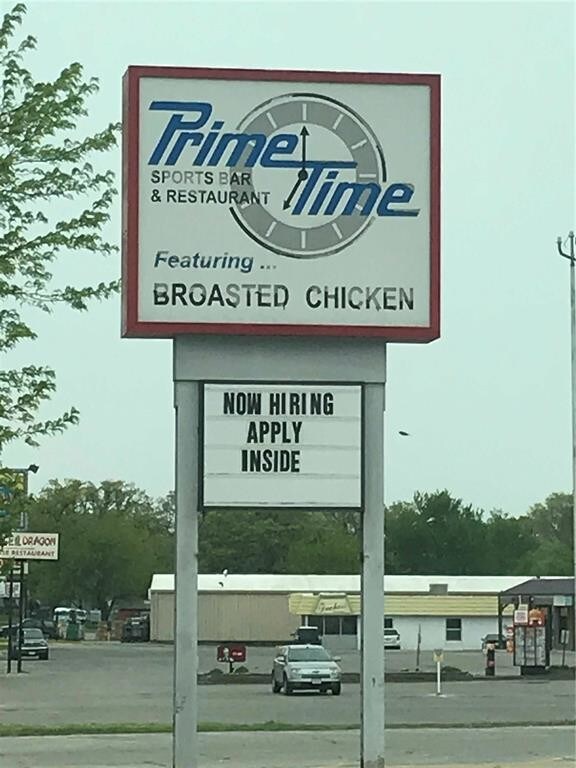 Prime
Time
SPORTS BAR
& RESTAURANT
Featuring ...
BROASTED CHICKEN
NOW HIRING
APPLY
INSIDE
DRAGON
RESTAURANT